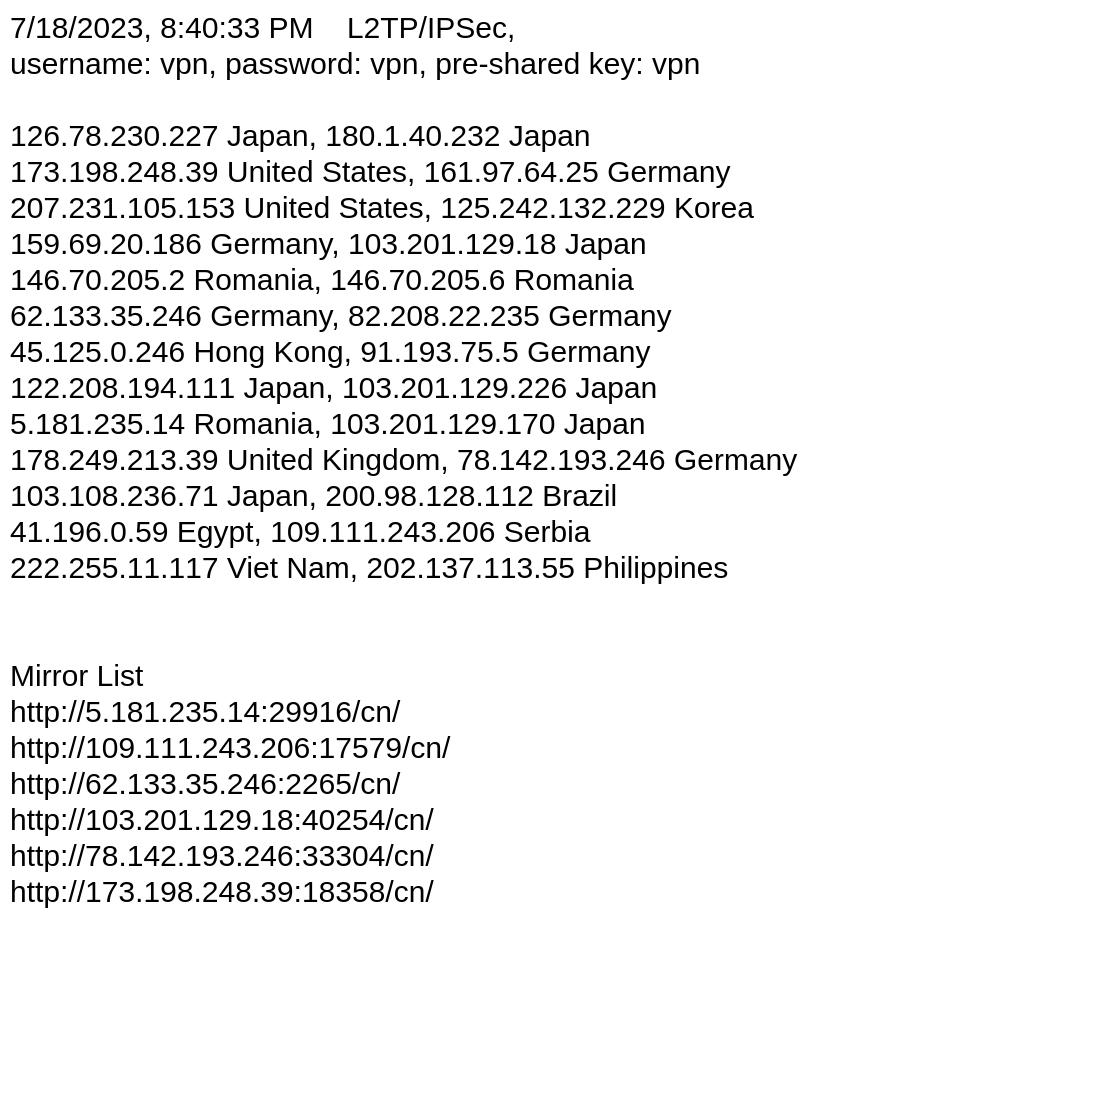 7/18/2023, 8:40:33 PM    L2TP/IPSec,
username: vpn, password: vpn, pre-shared key: vpn
126.78.230.227 Japan, 180.1.40.232 Japan
173.198.248.39 United States, 161.97.64.25 Germany
207.231.105.153 United States, 125.242.132.229 Korea
159.69.20.186 Germany, 103.201.129.18 Japan
146.70.205.2 Romania, 146.70.205.6 Romania
62.133.35.246 Germany, 82.208.22.235 Germany
45.125.0.246 Hong Kong, 91.193.75.5 Germany
122.208.194.111 Japan, 103.201.129.226 Japan
5.181.235.14 Romania, 103.201.129.170 Japan
178.249.213.39 United Kingdom, 78.142.193.246 Germany
103.108.236.71 Japan, 200.98.128.112 Brazil
41.196.0.59 Egypt, 109.111.243.206 Serbia
222.255.11.117 Viet Nam, 202.137.113.55 Philippines
Mirror List
http://5.181.235.14:29916/cn/
http://109.111.243.206:17579/cn/
http://62.133.35.246:2265/cn/
http://103.201.129.18:40254/cn/
http://78.142.193.246:33304/cn/
http://173.198.248.39:18358/cn/